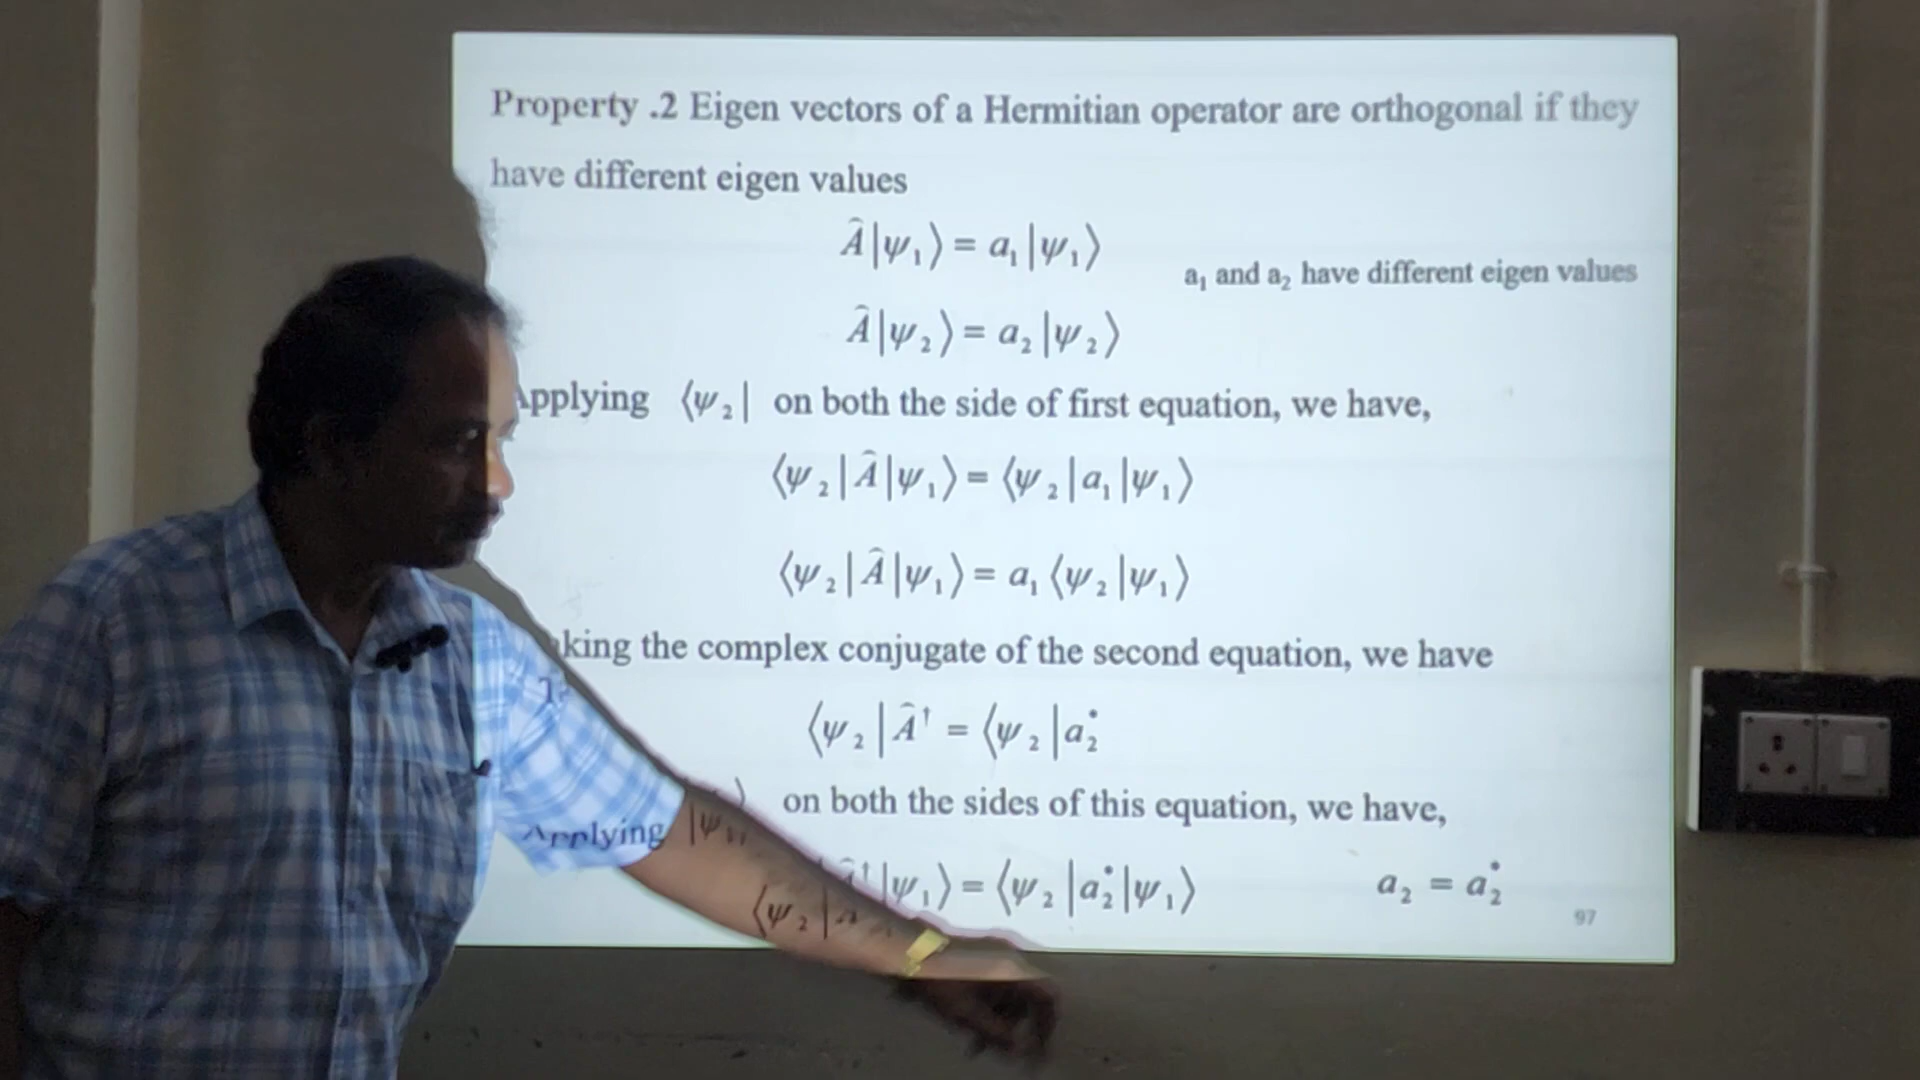 Property .2 Eigen vectors of a Hermitian operator are orthogonal if they
have different eigen values
Â|ψ₁⟩ = a₁|ψ₁⟩
a₁ and a₂ have different eigen values
Â|ψ₂⟩ = a₂|ψ₂⟩
Applying ⟨ψ₂| on both the side of first equation, we have,
⟨ψ₂|Â|ψ₁⟩ = ⟨ψ₂|a₁|ψ₁⟩
⟨ψ₂|Â|ψ₁⟩ = a₁⟨ψ₂|ψ₁⟩
Taking the complex conjugate of the second equation, we have
⟨ψ₂|Â† = ⟨ψ₂|a₂*
Applying |ψ₁⟩ on both the sides of this equation, we have,
⟨ψ₂|Â†|ψ₁⟩ = ⟨ψ₂|a₂*|ψ₁⟩ a₂ = a₂*
97